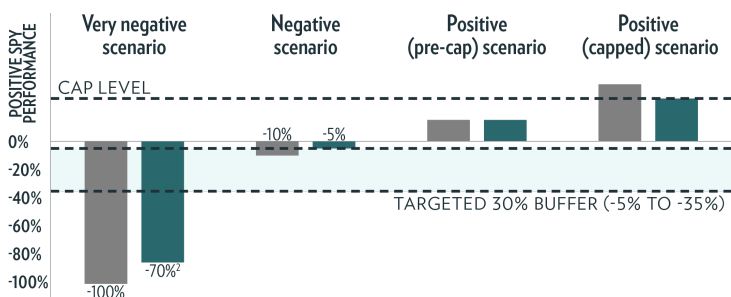 Very negative
scenario
Negative
scenario
Positive
(pre-cap) scenario
Positive
(capped) scenario
POSITIVE SPY
PERFORMANCE
CAP LEVEL
0%
-20%
-40%
-60%
-80%
-100%
-10%
-5%
TARGETED 30% BUFFER (-5% TO -35%)
-70%²
-100%